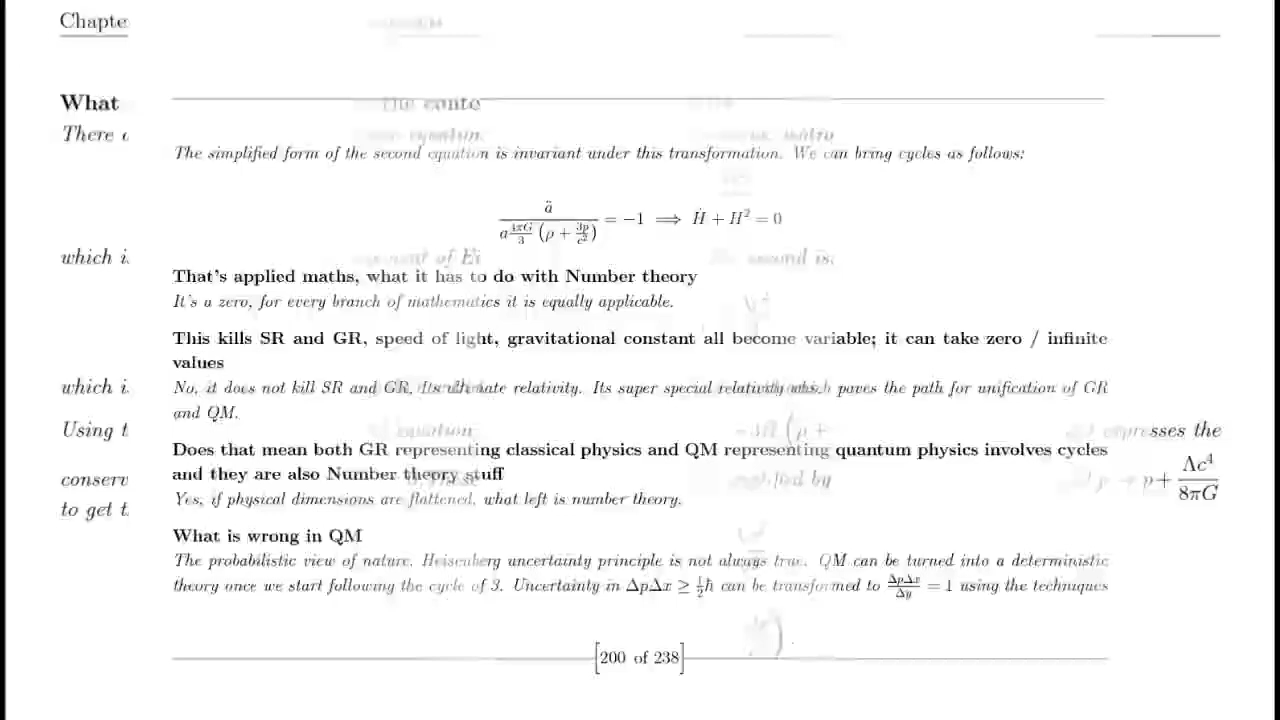 Chapte
What
the conte
There
The simplified form of the second equation is invariant under this transformation. We can bring cycles as follows:
ä / a 4πG/3 (ρ + 3p/c²) = −1 ⟹ Ḣ + H² = 0
which i.
second is:
That's applied maths, what it has to do with Number theory
It's a zero, for every branch of mathematics it is equally applicable.
This kills SR and GR, speed of light, gravitational constant all become variable; it can take zero / infinite
values
which i.
No, it does not kill SR and GR, Its ultimate relativity. Its super special relativity which paves the path for unification of GR
and QM.
Using t
equation
expresses the
Does that mean both GR representing classical physics and QM representing quantum physics involves cycles
and they are also Number theory stuff
conserv
by
p → p + Λc⁴ / 8πG
Yes, if physical dimensions are flattened, what left is number theory.
to get t
What is wrong in QM
The probabilistic view of nature. Heisenberg uncertainty principle is not always true. QM can be turned into a deterministic
theory once we start following the cycle of 3. Uncertainty in ΔpΔx ≥ ½ħ can be transformed to ΔpΔx/Δy = 1 using the techniques
[200 of 238]